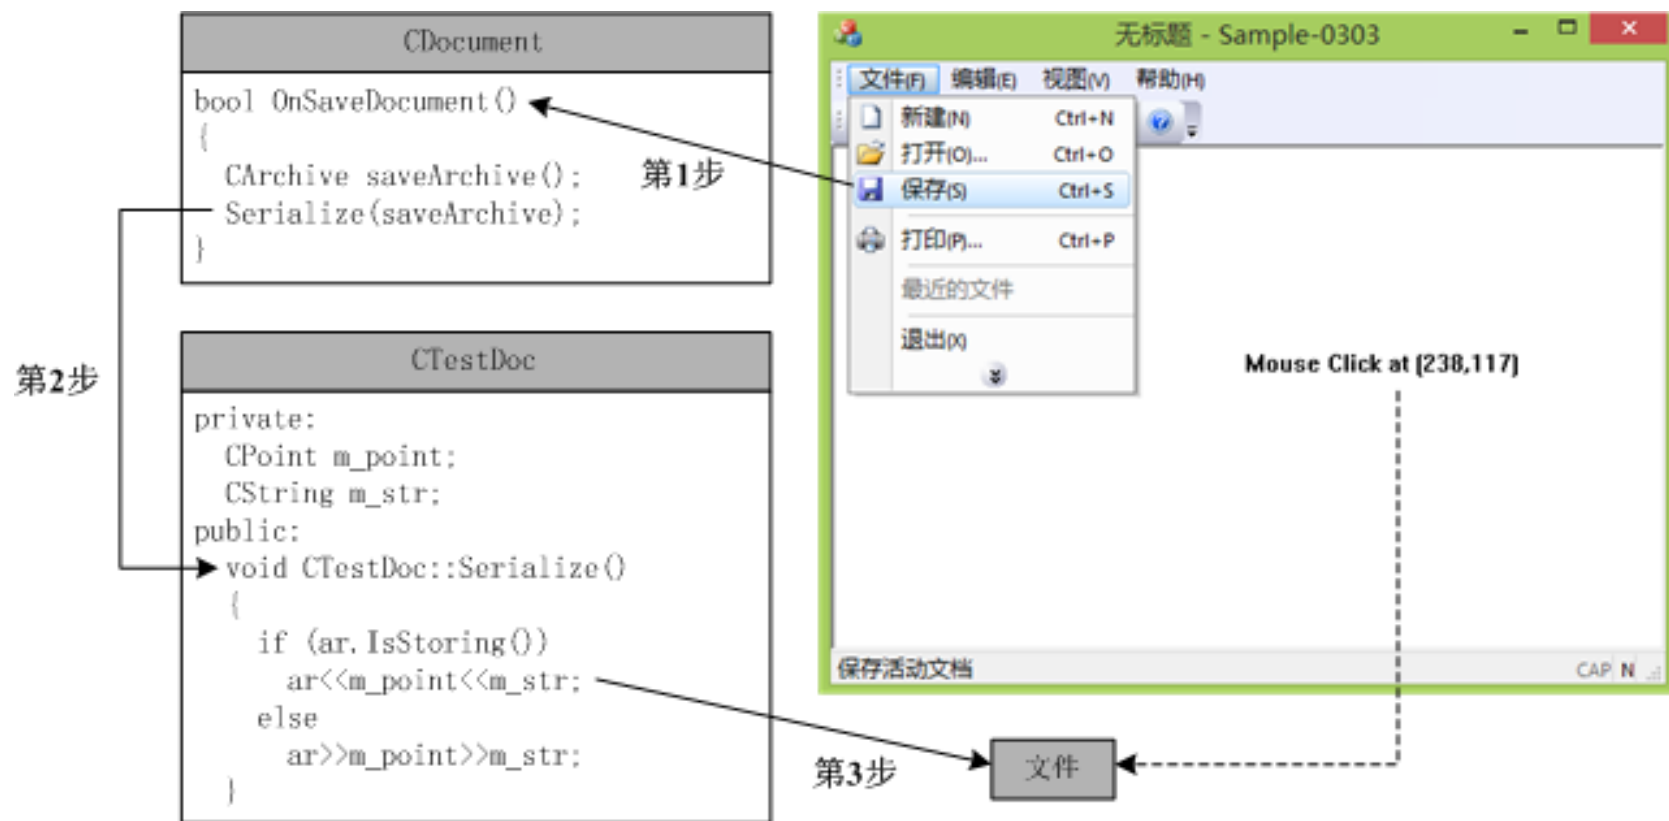 CDocument
bool OnSaveDocument()
{
CArchive saveArchive();
Serialize(saveArchive);
}
第1步
第2步
CTestDoc
private:
CPoint m_point;
CString m_str;
public:
void CTestDoc::Serialize()
{
if (ar.IsStoring())
ar<<m_point<<m_str;
else
ar>>m_point>>m_str;
}
第3步
文件
无标题 - Sample-0303
文件(F) 编辑(E) 视图(V) 帮助(H)
新建(N) Ctrl+N
打开(O)... Ctrl+O
保存(S) Ctrl+S
打印(P)... Ctrl+P
最近的文件
退出(X)
Mouse Click at (238,117)
保存活动文档 CAP N